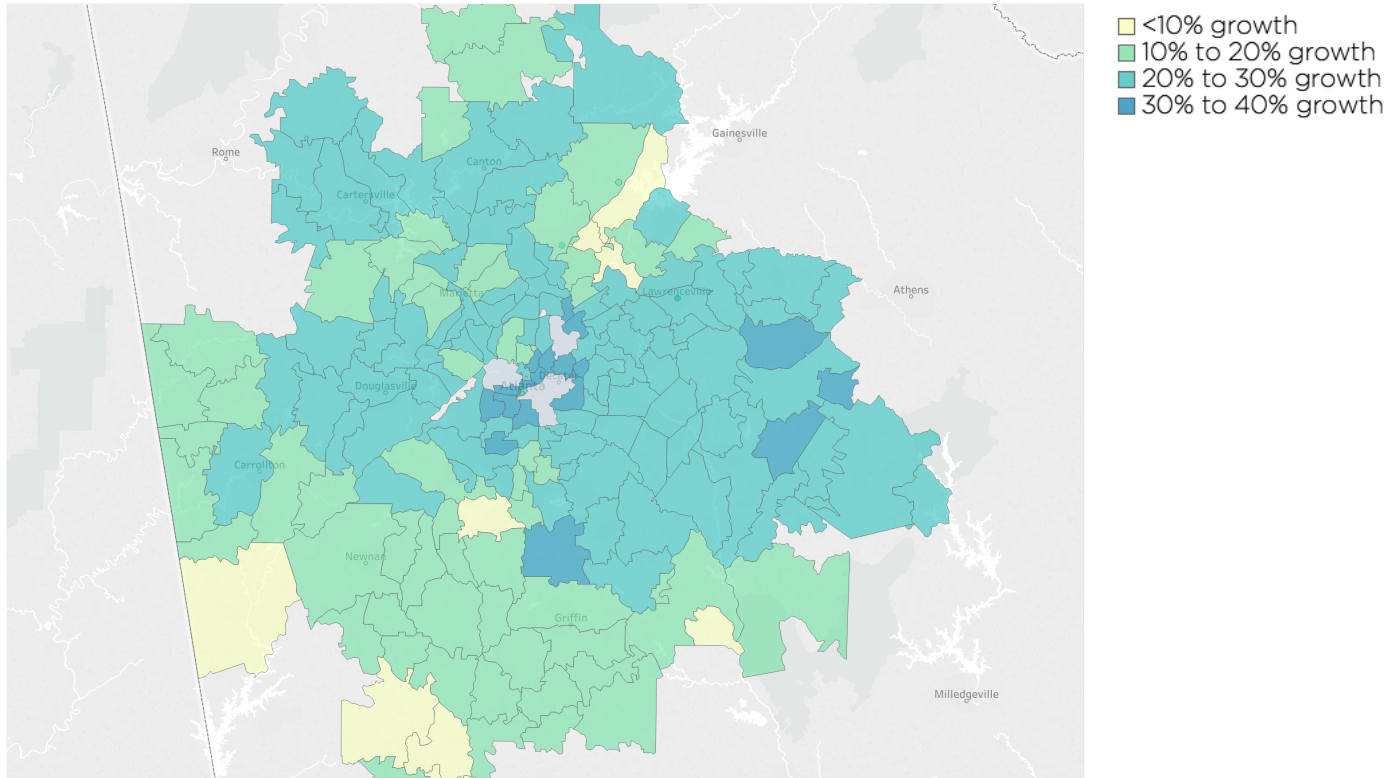 <10% growth
10% to 20% growth
20% to 30% growth
30% to 40% growth
Gainesville
Rome
Canton
Cartersville
Athens
Lawrenceville
Marietta
Douglasville
Atlanta
Carrollton
Newnan
Griffin
Milledgeville